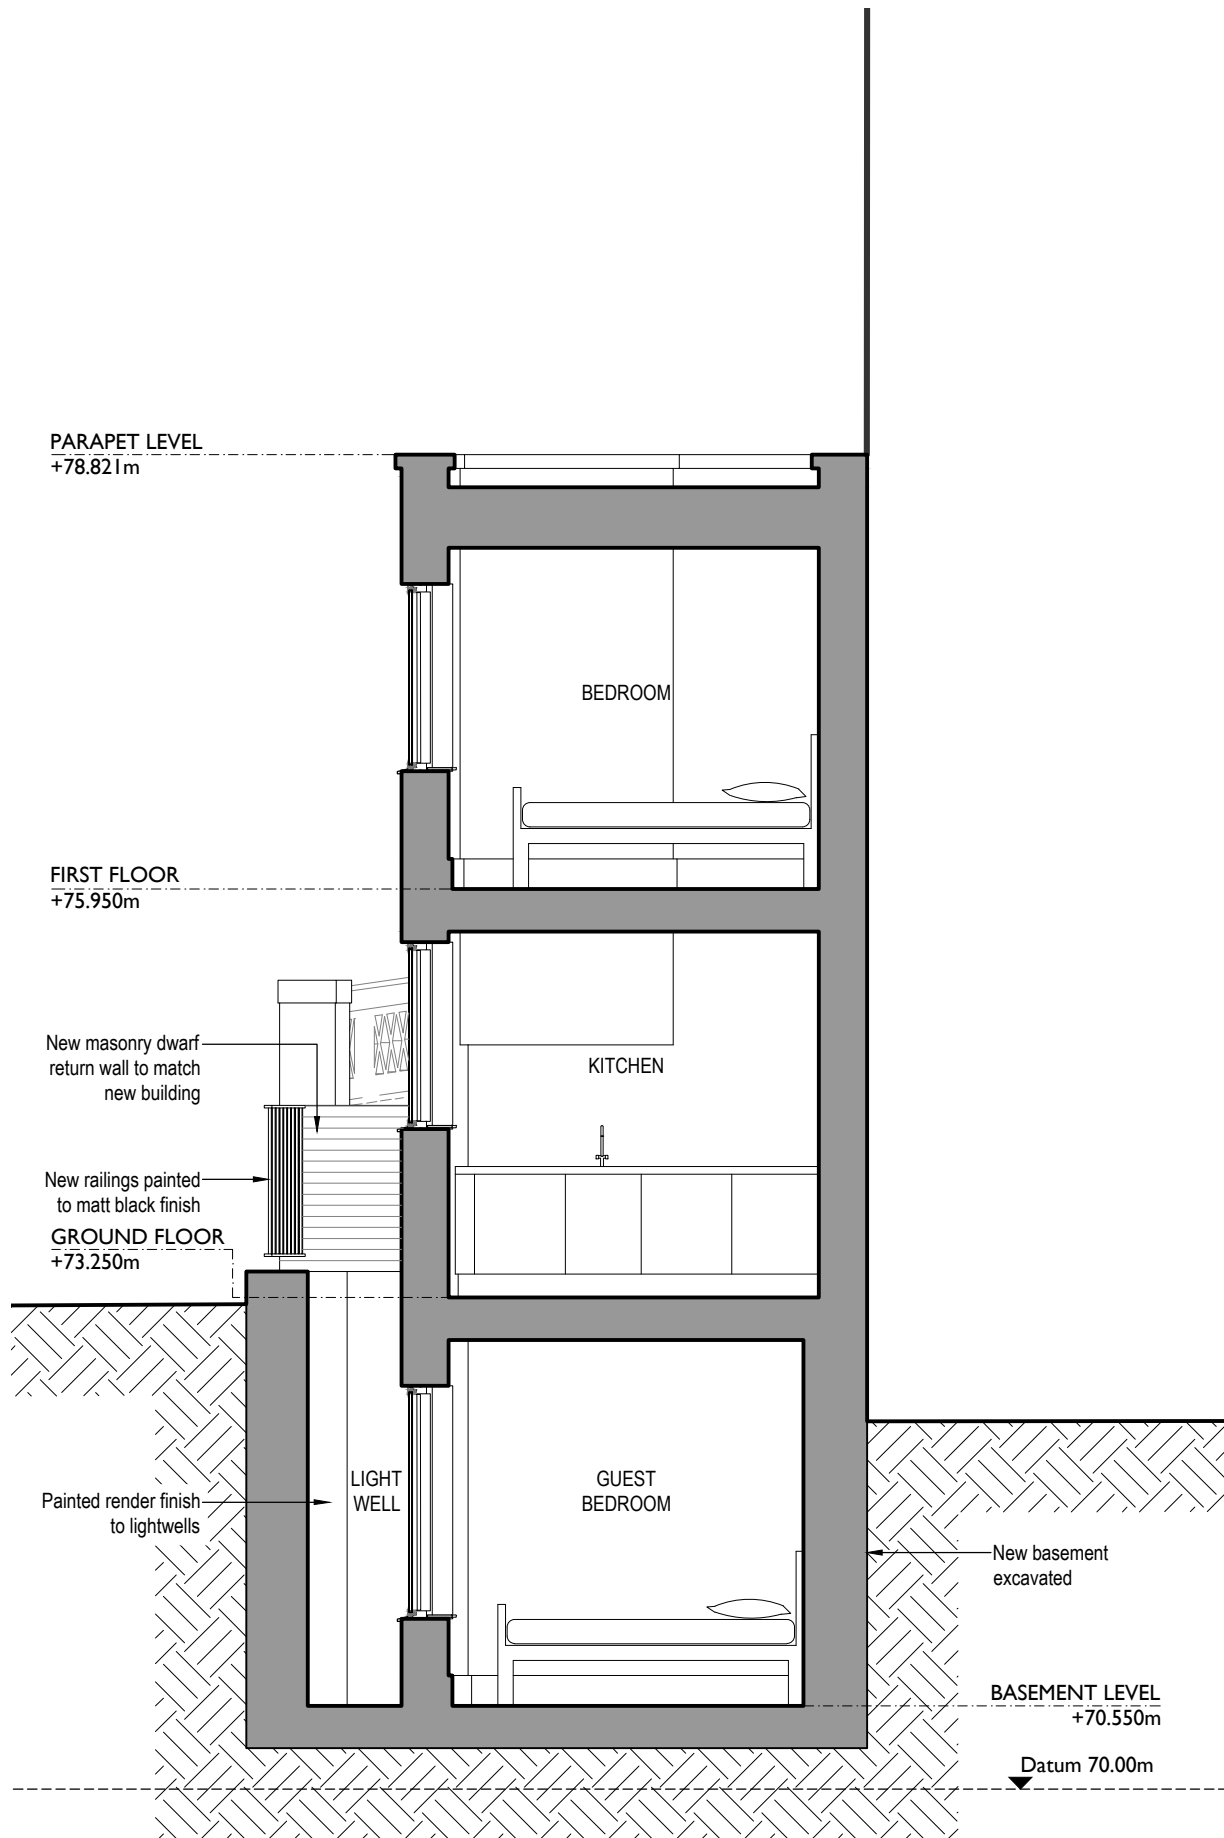 PARAPET LEVEL
+78.821m
BEDROOM
FIRST FLOOR
+75.950m
New masonry dwarf
return wall to match
new building
KITCHEN
New railings painted
to matt black finish
GROUND FLOOR
+73.250m
LIGHT
WELL
GUEST
BEDROOM
Painted render finish
to lightwells
New basement
excavated
BASEMENT LEVEL
+70.550m
Datum 70.00m